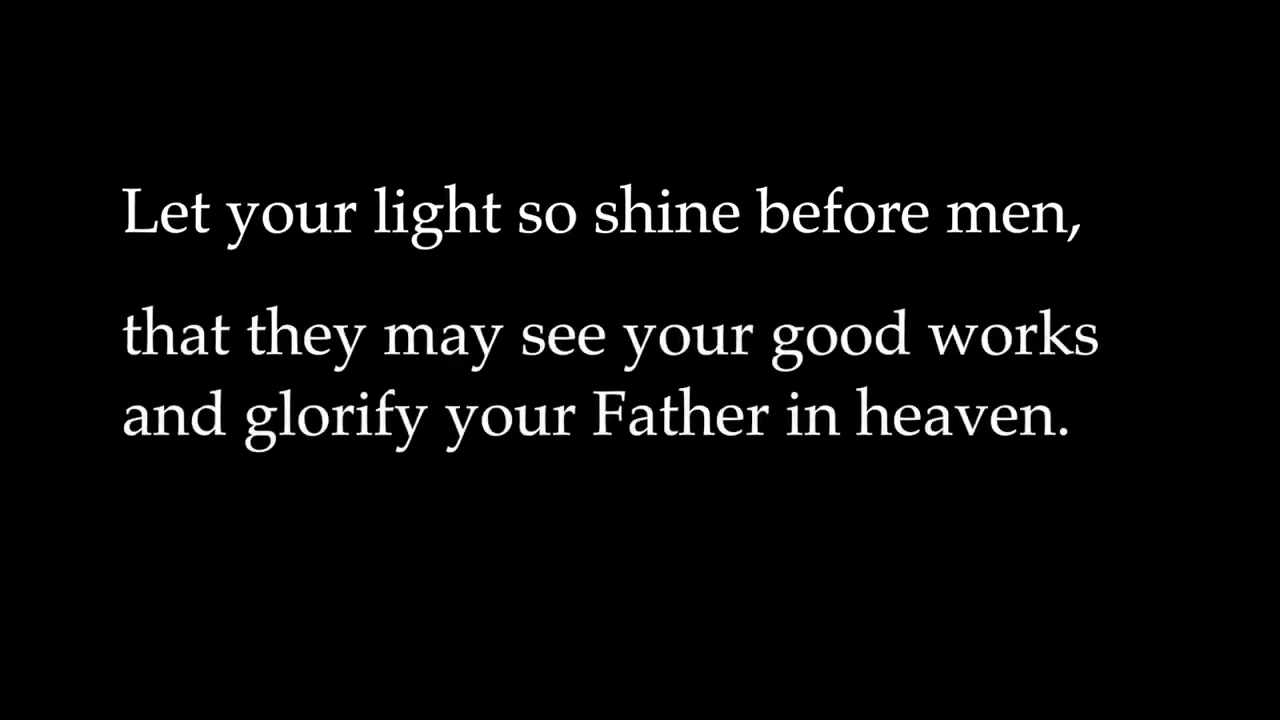 Let your light so shine before men,
that they may see your good works
and glorify your Father in heaven.